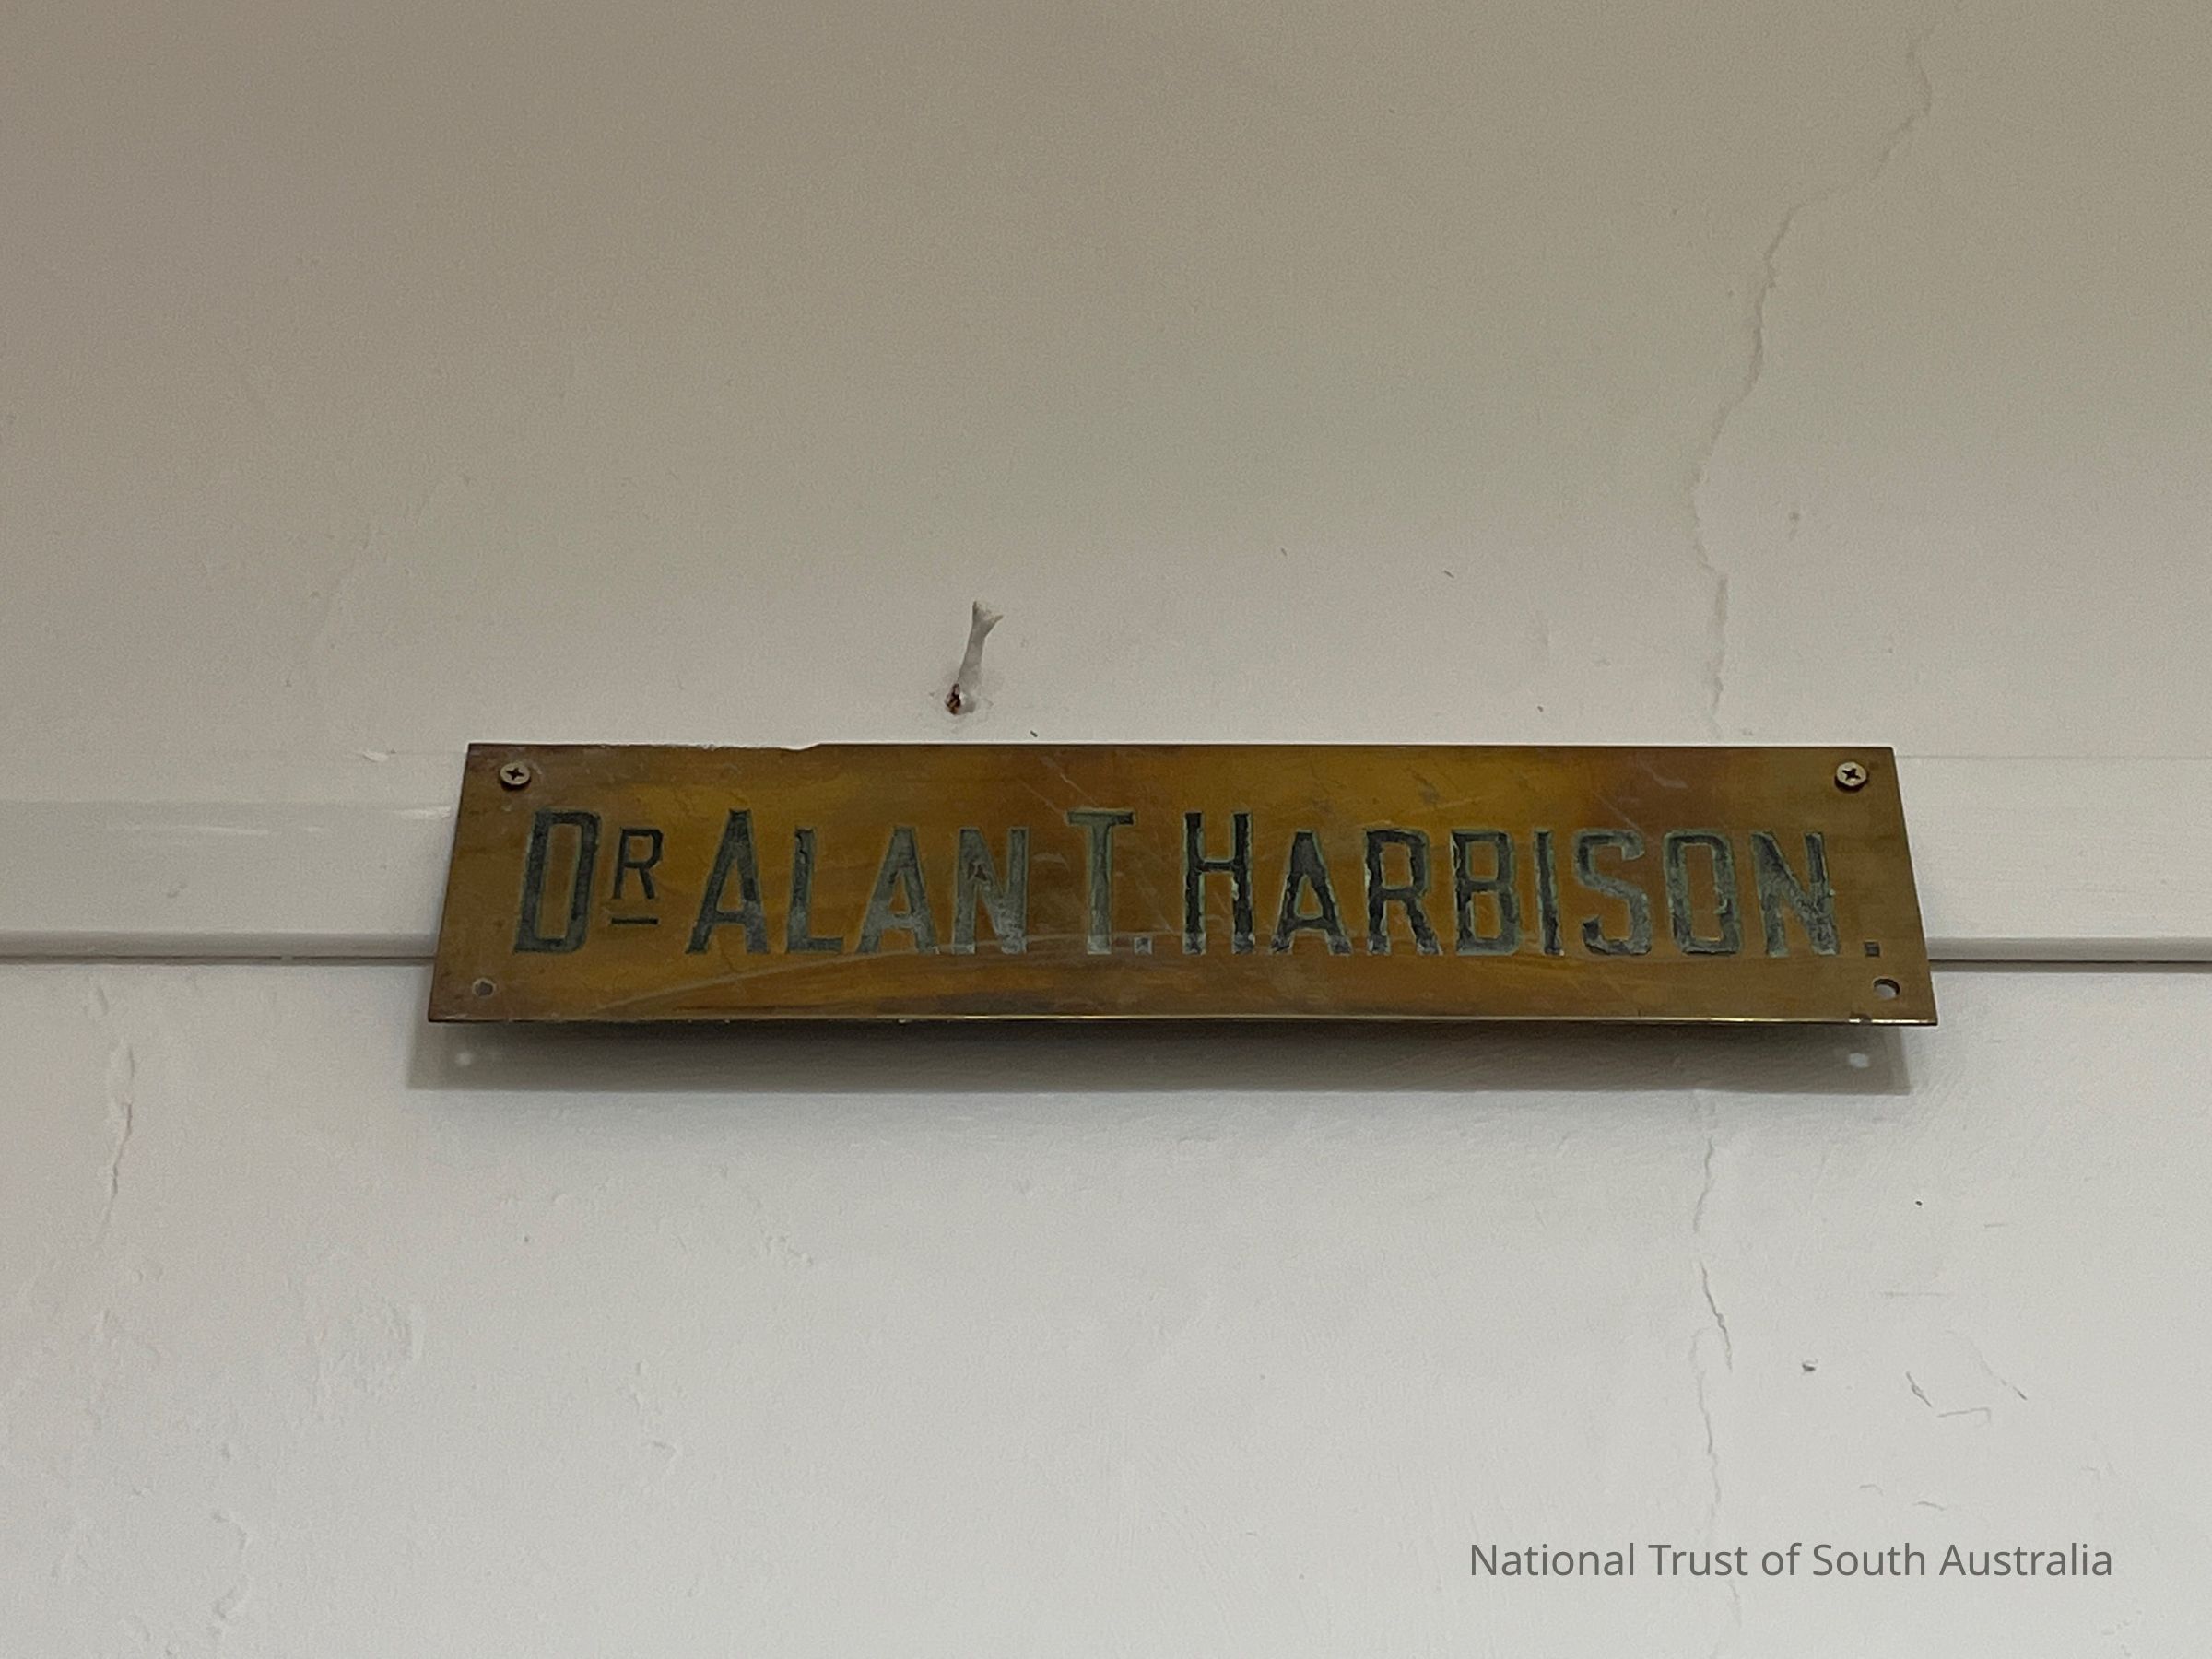 DR ALAN T. HARBISON.
National Trust of South Australia